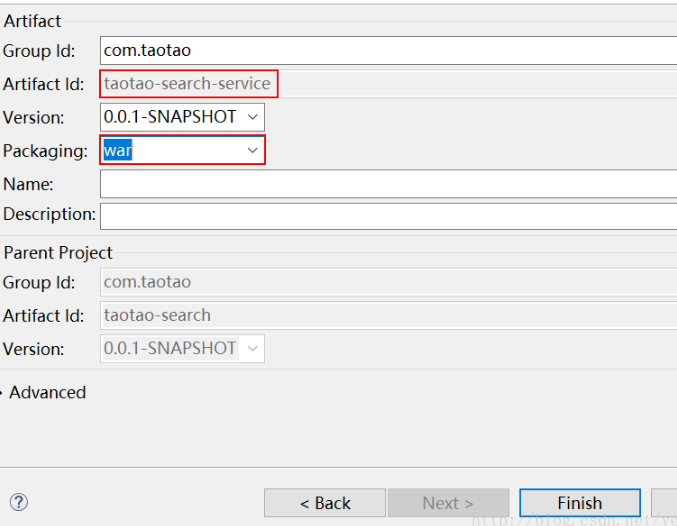 Artifact
Group Id: com.taotao
Artifact Id: taotao-search-service
Version: 0.0.1-SNAPSHOT
Packaging: war
Name:
Description:
Parent Project
Group Id: com.taotao
Artifact Id: taotao-search
Version: 0.0.1-SNAPSHOT
Advanced
? < Back Next > Finish
http://blog.csdn.net/ye